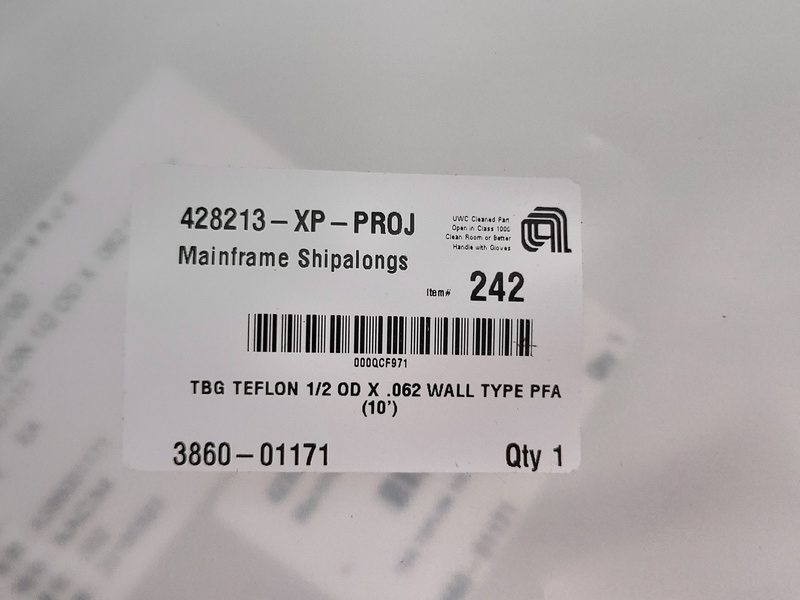 428213-XP-PROJ
Mainframe Shipalongs
UWC Cleaned Part
Open in Class 1000
Clean Room or Better
Handle with Gloves
Item# 242
000QCF971
TBG TEFLON 1/2 OD X .062 WALL TYPE PFA
(10')
3860-01171
Qty 1